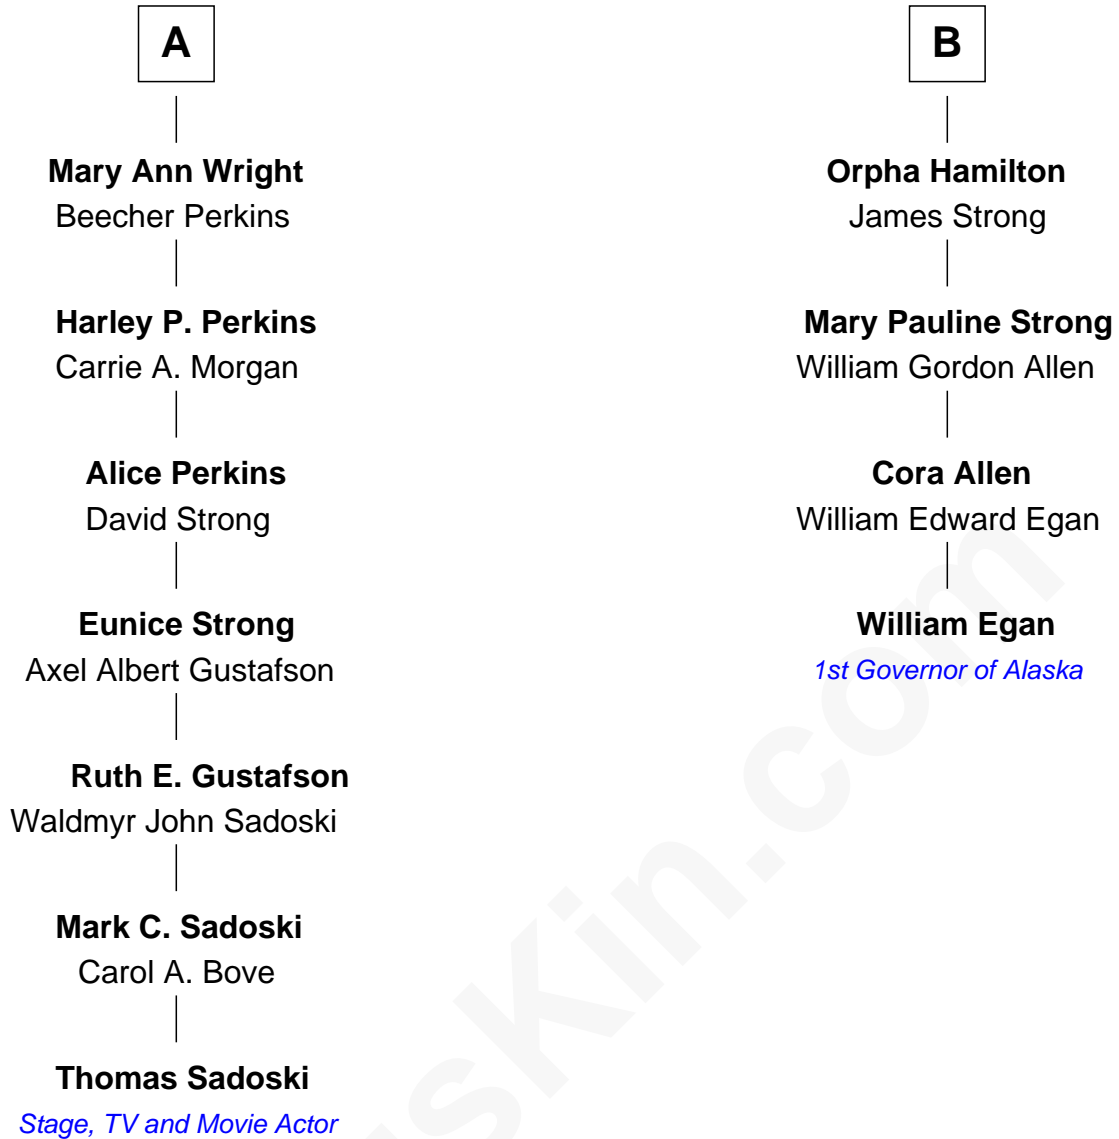 A
Mary Ann Wright
Beecher Perkins
Harley P. Perkins
Carrie A. Morgan
Alice Perkins
David Strong
Eunice Strong
Axel Albert Gustafson
Ruth E. Gustafson
Waldmyr John Sadoski
Mark C. Sadoski
Carol A. Bove
Thomas Sadoski
Stage, TV and Movie Actor
B
Orpha Hamilton
James Strong
Mary Pauline Strong
William Gordon Allen
Cora Allen
William Edward Egan
William Egan
1st Governor of Alaska
usKin.com